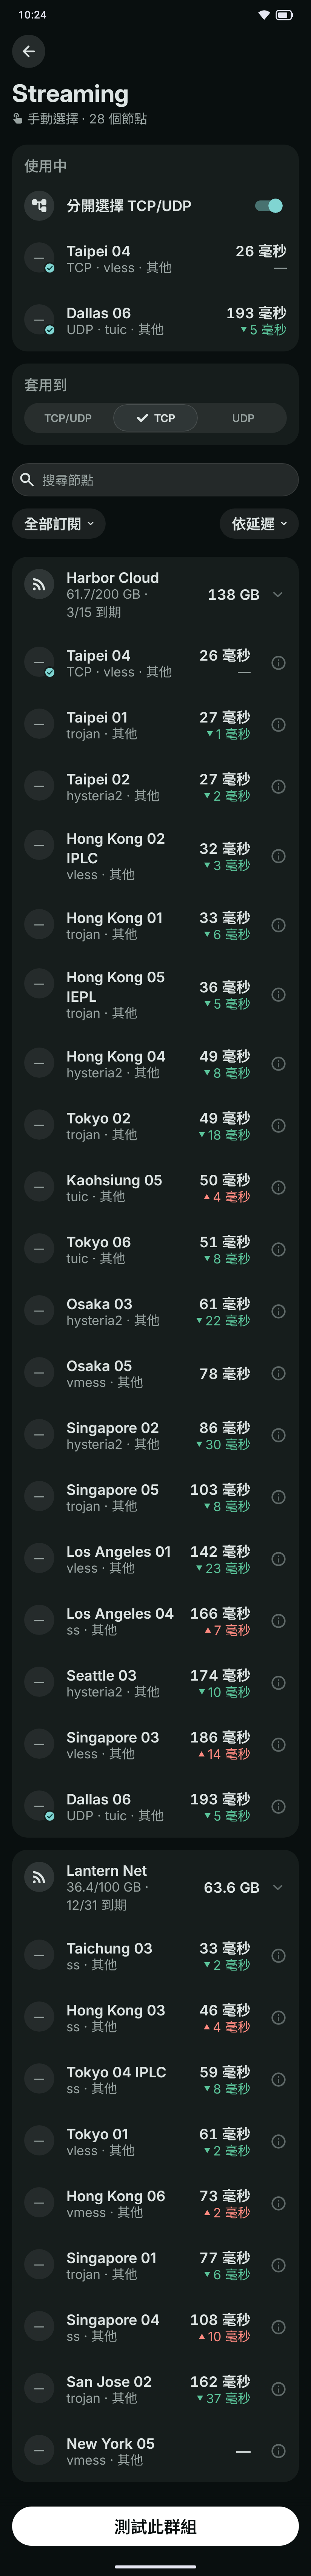 10:24
Streaming
手動選擇 · 28 個節點
使用中
分開選擇 TCP/UDP
Taipei 04
26 毫秒
TCP · vless · 其他
—
Dallas 06
193 毫秒
UDP · tuic · 其他
▼5 毫秒
套用到
TCP/UDP
TCP
UDP
搜尋節點
全部訂閱
依延遲
Harbor Cloud
61.7/200 GB ·
3/15 到期
138 GB
Taipei 04
26 毫秒
TCP · vless · 其他
—
Taipei 01
27 毫秒
trojan · 其他
▼1 毫秒
Taipei 02
27 毫秒
hysteria2 · 其他
▼2 毫秒
Hong Kong 02
IPLC
32 毫秒
vless · 其他
▼3 毫秒
Hong Kong 01
33 毫秒
trojan · 其他
▼6 毫秒
Hong Kong 05
IEPL
36 毫秒
trojan · 其他
▼5 毫秒
Hong Kong 04
49 毫秒
hysteria2 · 其他
▼8 毫秒
Tokyo 02
49 毫秒
trojan · 其他
▼18 毫秒
Kaohsiung 05
50 毫秒
tuic · 其他
▲4 毫秒
Tokyo 06
51 毫秒
tuic · 其他
▼8 毫秒
Osaka 03
61 毫秒
hysteria2 · 其他
▼22 毫秒
Osaka 05
78 毫秒
vmess · 其他
Singapore 02
86 毫秒
hysteria2 · 其他
▼30 毫秒
Singapore 05
103 毫秒
trojan · 其他
▼8 毫秒
Los Angeles 01
142 毫秒
vless · 其他
▼23 毫秒
Los Angeles 04
166 毫秒
ss · 其他
▲7 毫秒
Seattle 03
174 毫秒
hysteria2 · 其他
▼10 毫秒
Singapore 03
186 毫秒
vless · 其他
▲14 毫秒
Dallas 06
193 毫秒
UDP · tuic · 其他
▼5 毫秒
Lantern Net
36.4/100 GB ·
12/31 到期
63.6 GB
Taichung 03
33 毫秒
ss · 其他
▼2 毫秒
Hong Kong 03
46 毫秒
ss · 其他
▲4 毫秒
Tokyo 04 IPLC
59 毫秒
ss · 其他
▼8 毫秒
Tokyo 01
61 毫秒
vless · 其他
▼2 毫秒
Hong Kong 06
73 毫秒
vmess · 其他
▲2 毫秒
Singapore 01
77 毫秒
trojan · 其他
▼6 毫秒
Singapore 04
108 毫秒
ss · 其他
▲10 毫秒
San Jose 02
162 毫秒
trojan · 其他
▼37 毫秒
New York 05
—
vmess · 其他
測試此群組